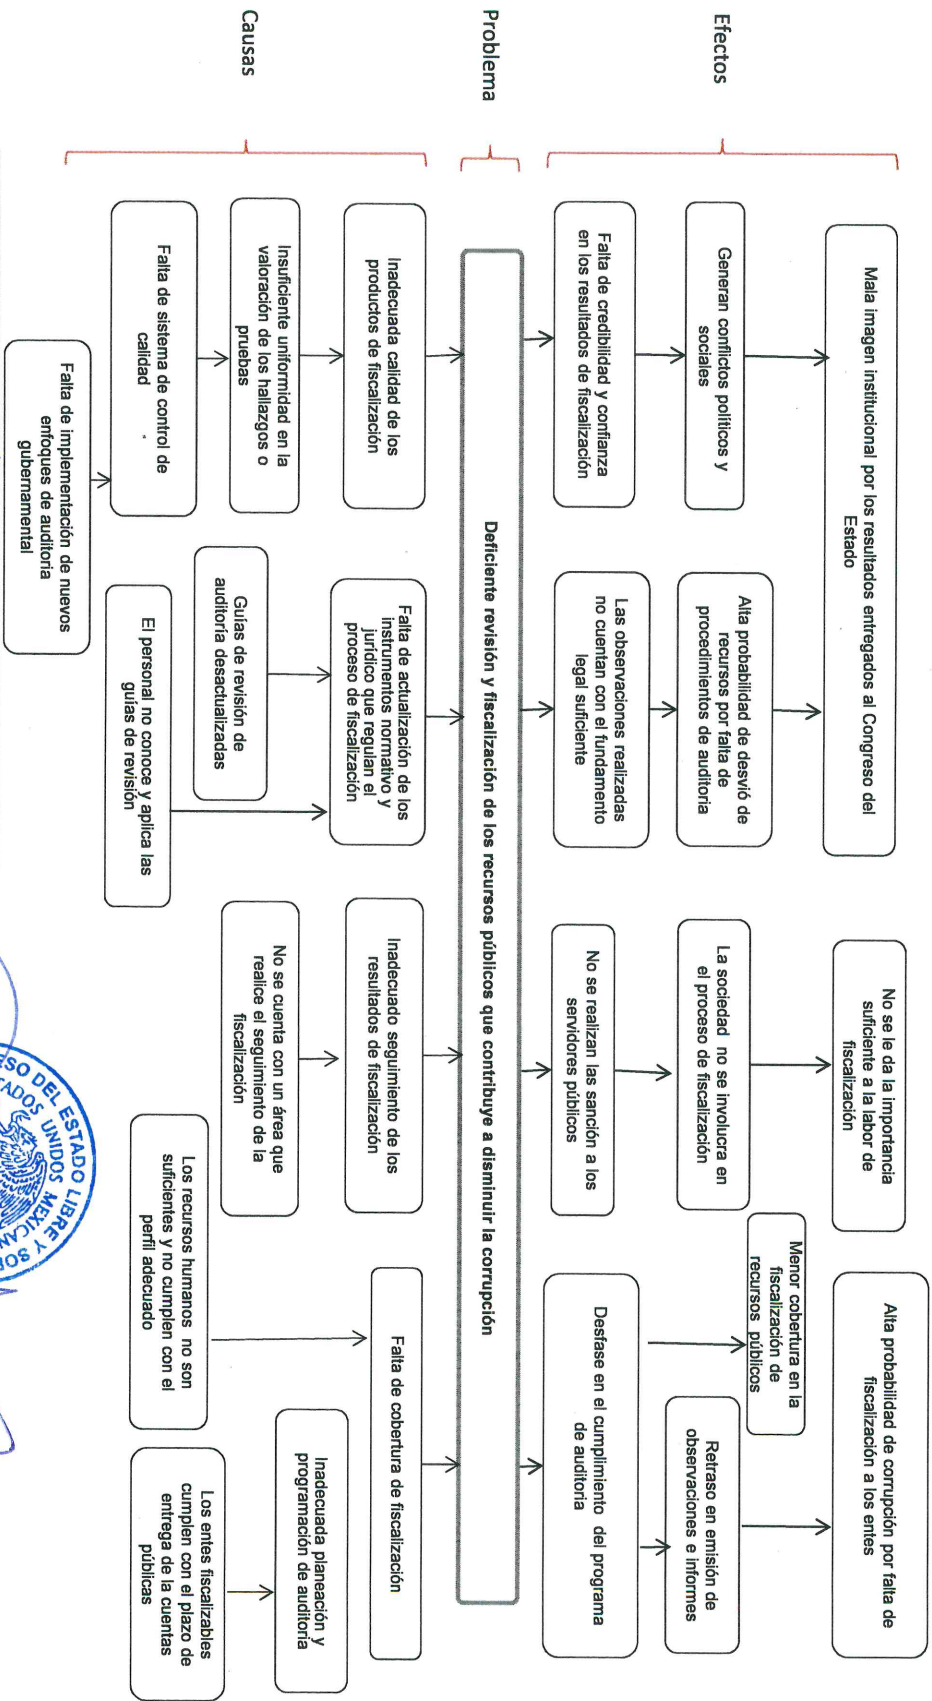 Efectos
Mala imagen institucional por los resultados entregados al Congreso del
Estado
No se le da la importancia
suficiente a la labor de
fiscalización
Alta probabilidad de corrupción por falta de
fiscalización a los entes
Generan conflictos políticos y
sociales
Alta probabilidad de desvió de
recursos por falta de
procedimientos de auditoria
La sociedad no se involucra en
el proceso de fiscalización
Menor cobertura en la
fiscalización de
recursos públicos
Retraso en emisión de
observaciones e informes
Falta de credibilidad y confianza
en los resultados de fiscalización
Las observaciones realizadas
no cuentan con el fundamento
legal suficiente
No se realizan las sanción a los
servidores públicos
Desfase en el cumplimiento del programa
de auditoria
Problema
Deficiente revisión y fiscalización de los recursos públicos que contribuye a disminuir la corrupción
Causas
Inadecuada calidad de los
productos de fiscalización
Falta de actualización de los
instrumentos normativo y
jurídico que regulan el
proceso de fiscalización
Inadecuado seguimiento de los
resultados de fiscalización
Falta de cobertura de fiscalización
Insuficiente uniformidad en la
valoración de los hallazgos o
pruebas
Guías de revisión de
auditoría desactualizadas
No se cuenta con un área que
realice el seguimiento de la
fiscalización
Inadecuada planeación y
programación de auditoria
Falta de sistema de control de
calidad
El personal no conoce y aplica las
guías de revisión
Los recursos humanos no son
suficientes y no cumplen con el
perfil adecuado
Los entes fiscalizables
cumplen con el plazo de
entrega de la cuentas
públicas
Falta de implementación de nuevos
enfoques de auditoria
gubernamental
DEL ESTADO LIBRE Y
UNIDOS